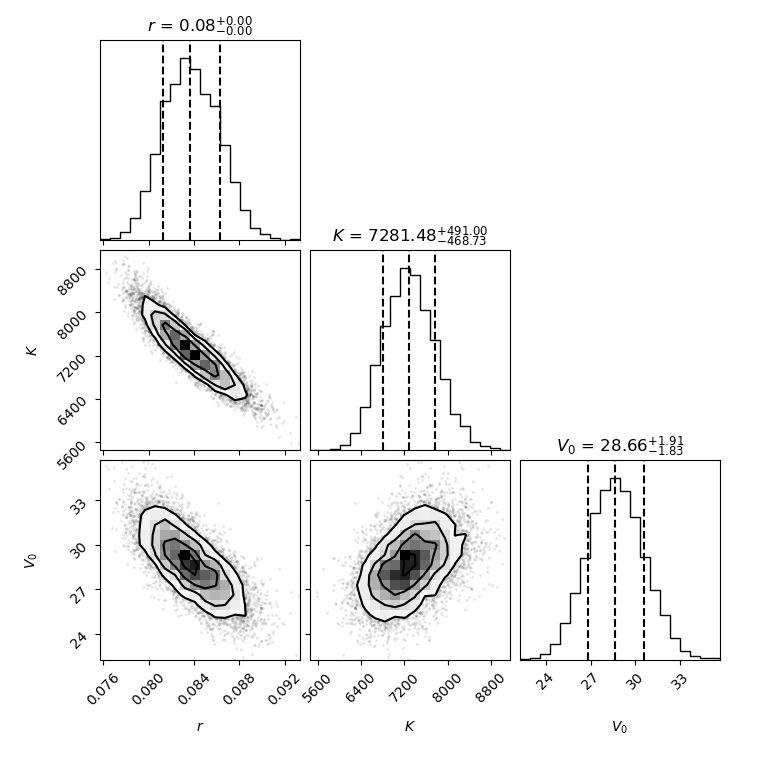 r = 0.08+0.00−0.00
K = 7281.48+491.00−468.73
8800
8000
7200
6400
5600
K
V0 = 28.66+1.91−1.83
33
30
27
24
V0
0.076 0.080 0.084 0.088 0.092
5600 6400 7200 8000 8800
24 27 30 33
r K V0